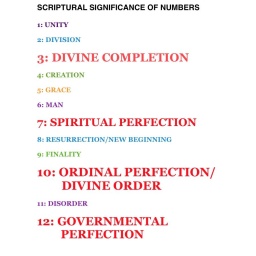 SCRIPTURAL SIGNIFICANCE OF NUMBERS
1: UNITY
2: DIVISION
3: DIVINE COMPLETION
4: CREATION
5: GRACE
6: MAN
7: SPIRITUAL PERFECTION
8: RESURRECTION/NEW BEGINNING
9: FINALITY
10: ORDINAL PERFECTION/
DIVINE ORDER
11: DISORDER
12: GOVERNMENTAL
PERFECTION